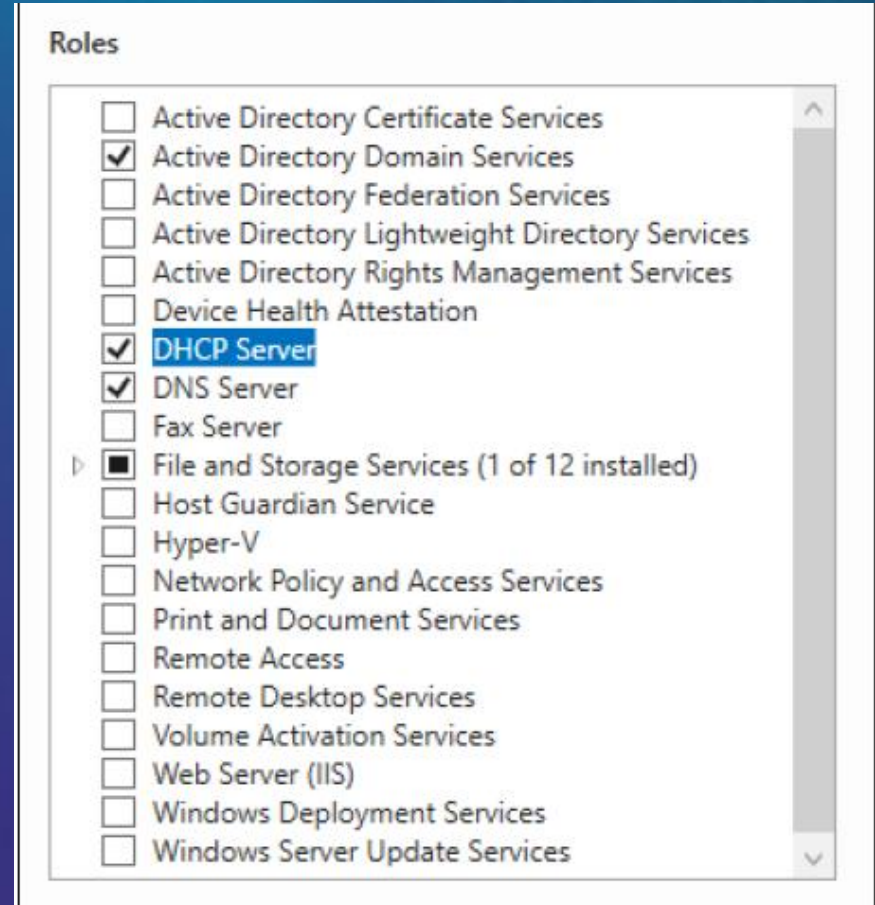 Roles
Active Directory Certificate Services
Active Directory Domain Services
Active Directory Federation Services
Active Directory Lightweight Directory Services
Active Directory Rights Management Services
Device Health Attestation
DHCP Server
DNS Server
Fax Server
File and Storage Services (1 of 12 installed)
Host Guardian Service
Hyper-V
Network Policy and Access Services
Print and Document Services
Remote Access
Remote Desktop Services
Volume Activation Services
Web Server (IIS)
Windows Deployment Services
Windows Server Update Services